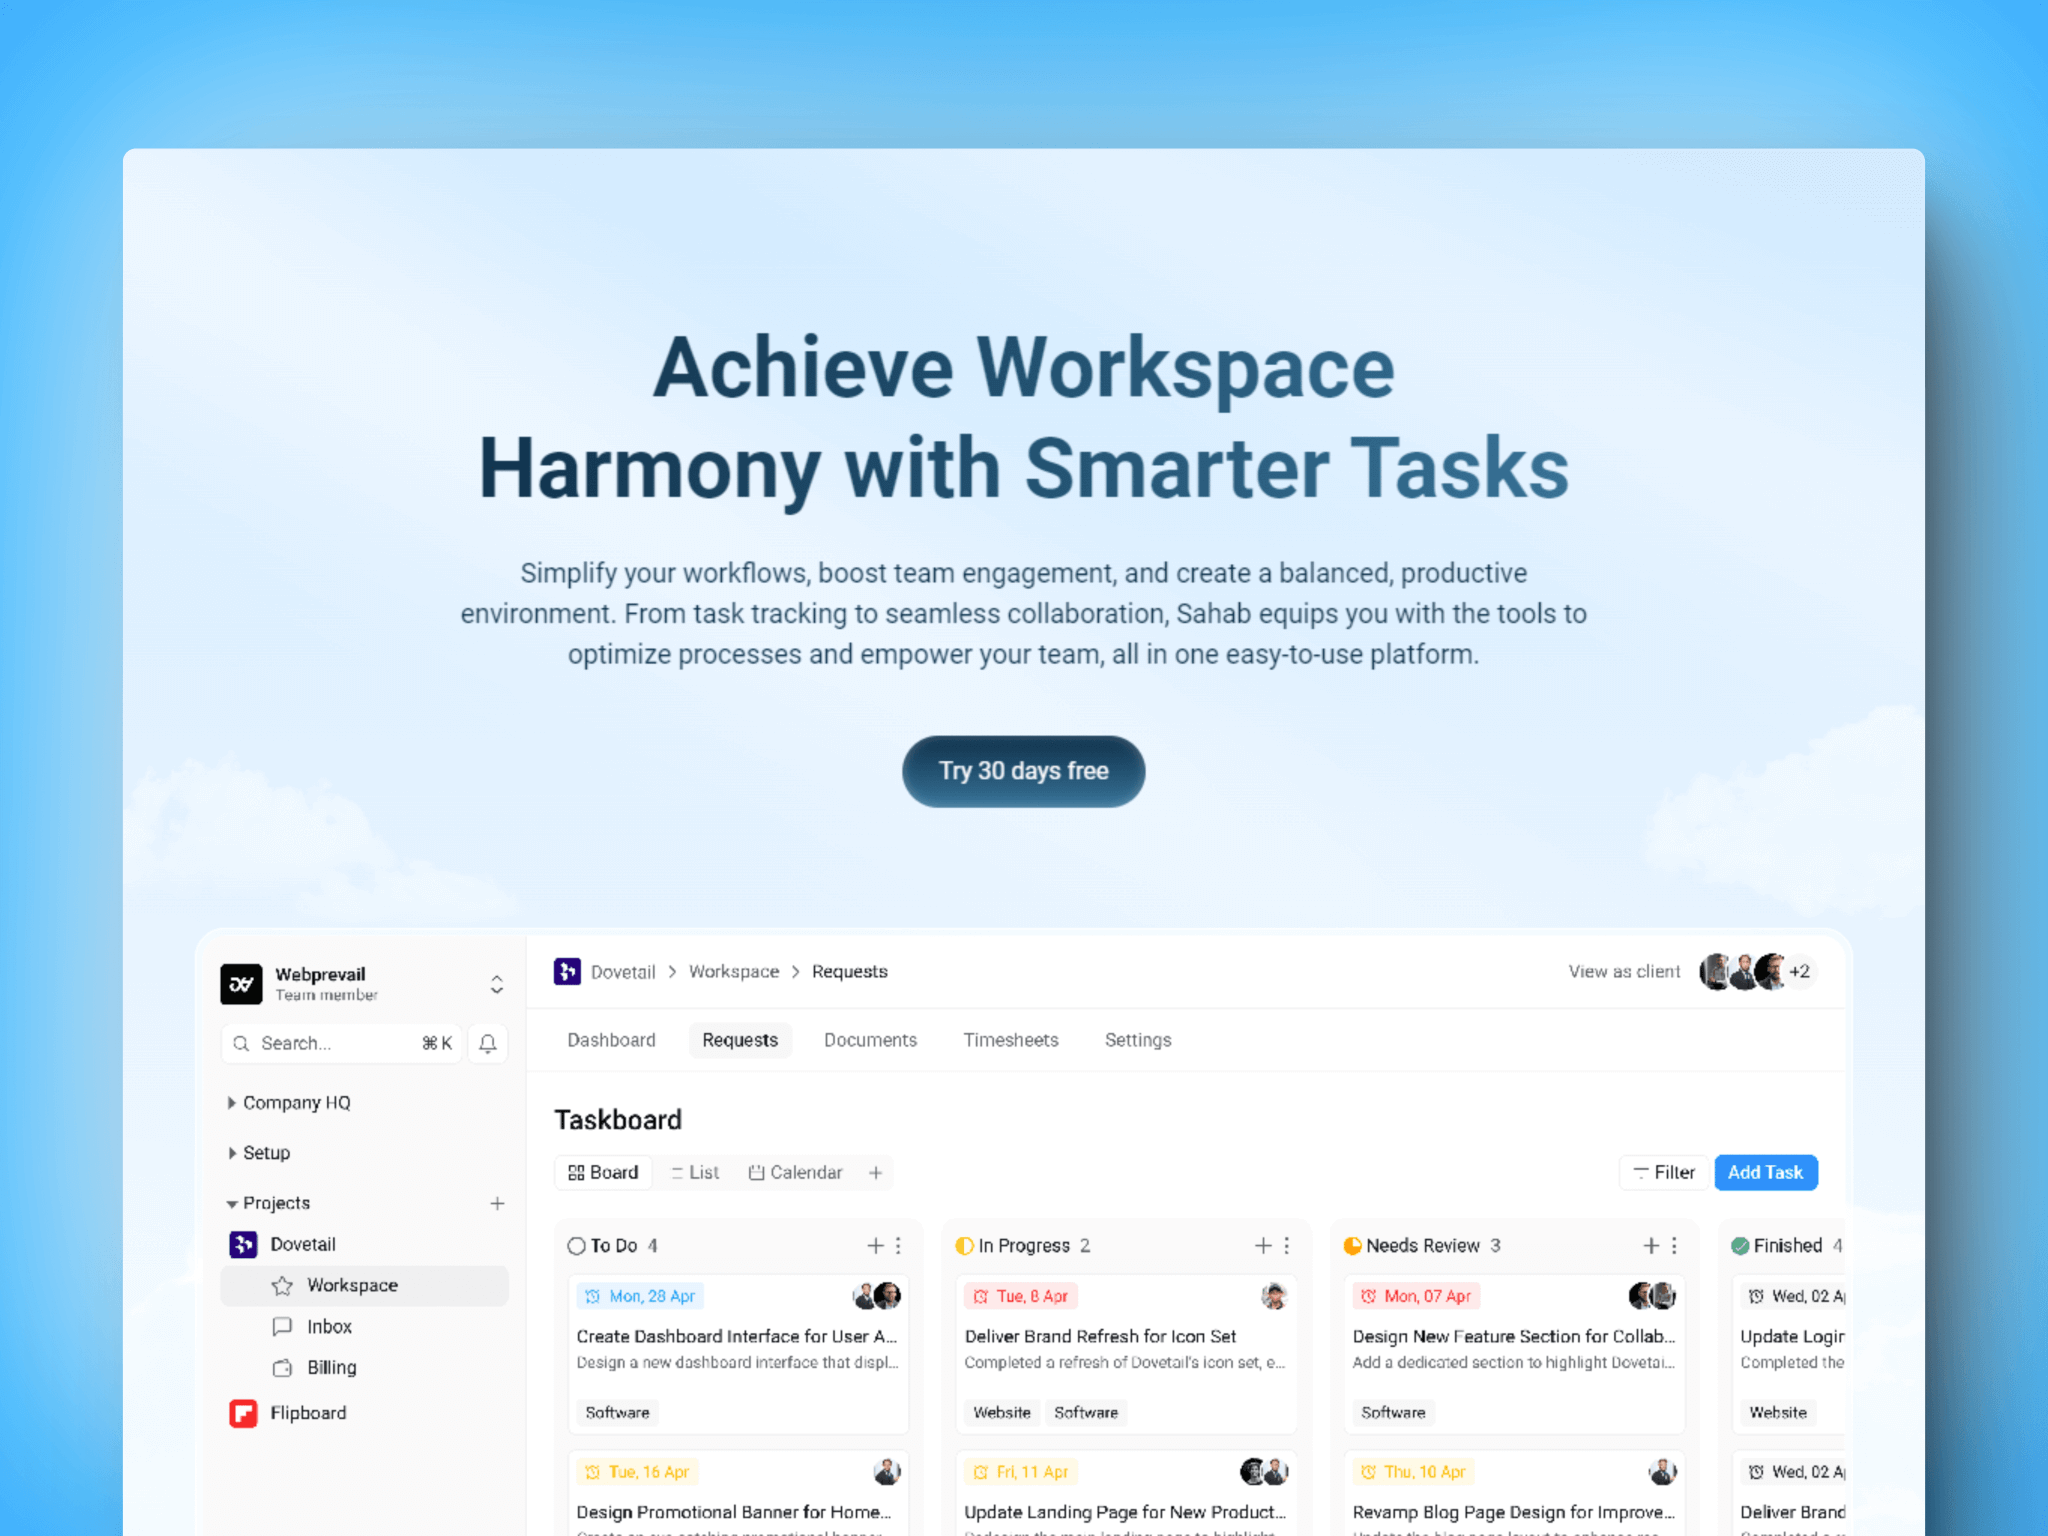 Achieve Workspace
Harmony with Smarter Tasks
Simplify your workflows, boost team engagement, and create a balanced, productive
environment. From task tracking to seamless collaboration, Sahab equips you with the tools to
optimize processes and empower your team, all in one easy-to-use platform.
Try 30 days free
Webprevail
Team member
Search... ⌘ K
Company HQ
Setup
Projects
Dovetail
Workspace
Inbox
Billing
Flipboard
Dovetail > Workspace > Requests
View as client +2
Dashboard Requests Documents Timesheets Settings
Taskboard
Board List Calendar +
Filter Add Task
To Do 4
Mon, 28 Apr
Create Dashboard Interface for User A...
Design a new dashboard interface that displ...
Software
Tue, 16 Apr
Design Promotional Banner for Home...
In Progress 2
Tue, 8 Apr
Deliver Brand Refresh for Icon Set
Completed a refresh of Dovetail's icon set, e...
Website Software
Fri, 11 Apr
Update Landing Page for New Product...
Needs Review 3
Mon, 07 Apr
Design New Feature Section for Collab...
Add a dedicated section to highlight Dovetai...
Software
Thu, 10 Apr
Revamp Blog Page Design for Improve...
Finished 4
Wed, 02 A
Update Login
Completed the
Website
Wed, 02 A
Deliver Brand